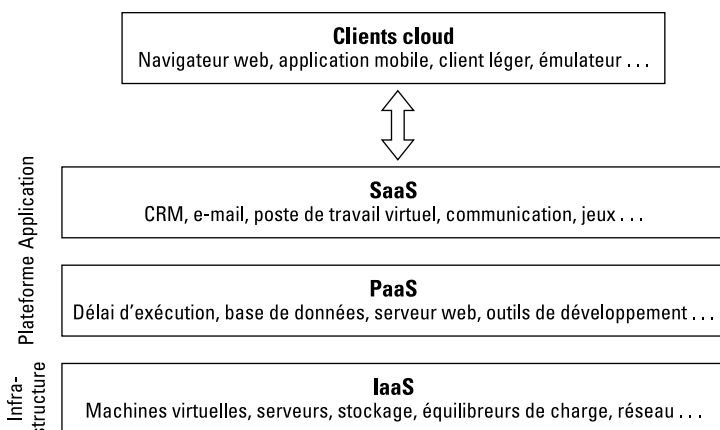 Clients cloud
Navigateur web, application mobile, client léger, émulateur . . .
Application
SaaS
CRM, e-mail, poste de travail virtuel, communication, jeux . . .
Plateforme
PaaS
Délai d’exécution, base de données, serveur web, outils de développement . . .
Infra-
structure
IaaS
Machines virtuelles, serveurs, stockage, équilibreurs de charge, réseau . . .